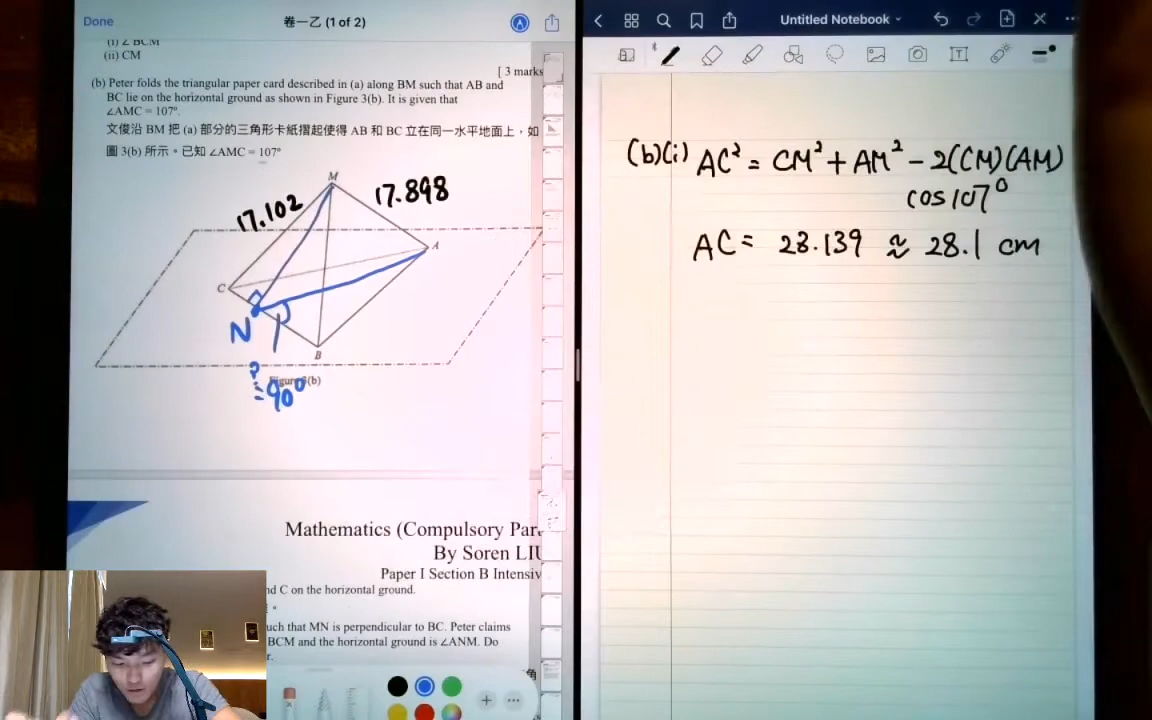 Done
卷一乙 (1 of 2)
Untitled Notebook
(i) ∠ BCM
(ii) CM
[ 3 marks
(b) Peter folds the triangular paper card described in (a) along BM such that AB and
BC lie on the horizontal ground as shown in Figure 3(b). It is given that
∠AMC = 107°.
文俊沿 BM 把 (a) 部分的三角形卡紙摺起使得 AB 和 BC 立在同一水平地面上，如
圖 3(b) 所示。已知 ∠AMC = 107°
M
17.102
17.898
A
C
N
B
?
= 90°
(b)
(b)(i) AC² = CM² + AM² - 2(CM)(AM)
cos107°
AC = 28.139 ≈ 28.1 cm
Mathematics (Compulsory Part
By Soren LIU
Paper I Section B Intensiv
nd C on the horizontal ground.
uch that MN is perpendicular to BC. Peter claims
BCM and the horizontal ground is ∠ANM. Do
r.
角